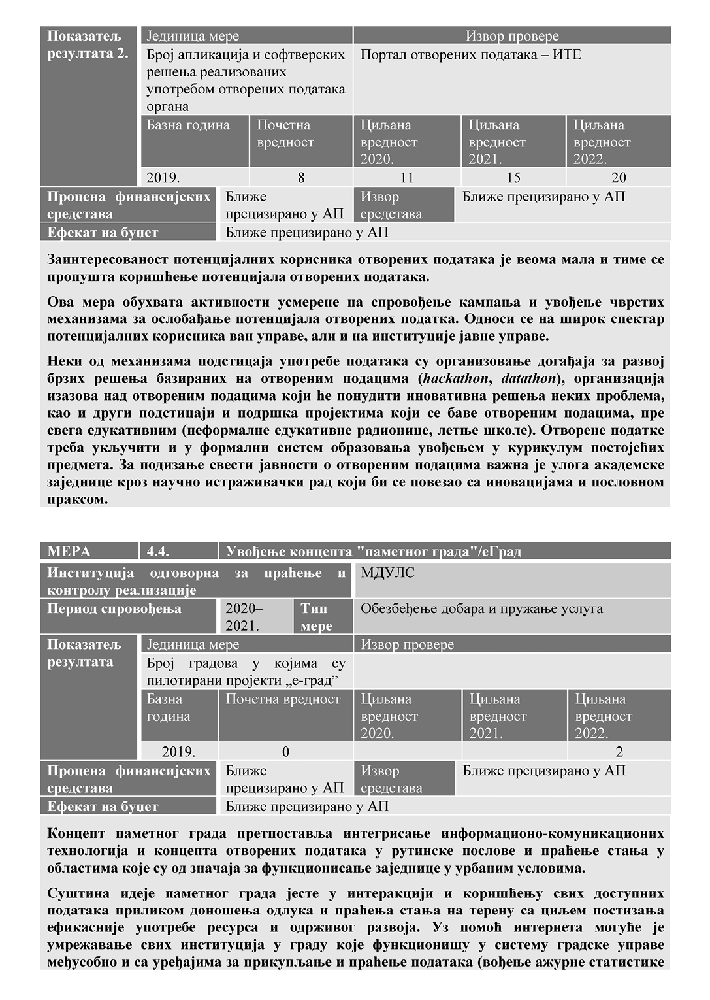 Показатељ резултата 2.
Јединица мере
Извор провере
Број апликација и софтверских
решења реализованих
употребом отворених података
органа
Портал отворених података – ИТЕ
Базна година
Почетна
вредност
Циљана
вредност
2020.
Циљана
вредност
2021.
Циљана
вредност
2022.
2019.
8
11
15
20
Процена финансијских
средстава
Ближе
прецизирано у АП
Извор
средстава
Ближе прецизирано у АП
Ефекат на буџет
Ближе прецизирано у АП
Заинтересованост потенцијалних корисника отворених података је веома мала и тиме се
пропушта коришћење потенцијала отворених података.
Ова мера обухвата активности усмерене на спровођење кампања и увођење чврстих
механизама за ослобађање потенцијала отворених податка. Односи се на широк спектар
потенцијалних корисника ван управе, али и на институције јавне управе.
Неки од механизама подстицаја употребе података су организовање догађаја за развој
брзих решења базираних на отвореним подацима (hackathon, datathon), организација
изазова над отвореним подацима који ће понудити иновативна решења неких проблема,
као и други подстицаји и подршка пројектима који се баве отвореним подацима, пре
свега едукативним (неформалне едукативне радионице, летње школе). Отворене податке
треба укључити и у формални систем образовања увођењем у курикулум постојећих
предмета. За подизање свести јавности о отвореним подацима важна је улога академске
заједнице кроз научно истраживачки рад који би се повезао са иновацијама и пословном
праксом.
МЕРА
4.4.
Увођење концепта "паметног града"/еГрад
Институција одговорна за праћење и
контролу реализације
МДУЛС
Период спровођења
2020–
2021.
Тип
мере
Обезбеђење добара и пружање услуга
Показатељ
резултата
Јединица мере
Извор провере
Број градова у којима су
пилотирани пројекти „е-град”
Базна
година
Почетна вредност
Циљана
вредност
2020.
Циљана
вредност
2021.
Циљана
вредност
2022.
2019.
0
2
Процена финансијских
средстава
Ближе
прецизирано у АП
Извор
средстава
Ближе прецизирано у АП
Ефекат на буџет
Ближе прецизирано у АП
Концепт паметног града претпоставља интегрисање информационо-комуникационих
технологија и концепта отворених података у рутинске послове и праћење стања у
областима које су од значаја за функционисање заједнице у урбаним условима.
Суштина идеје паметног града јесте у интеракцији и коришћењу свих доступних
података приликом доношења одлука и праћења стања на терену са циљем постизања
ефикасније употребе ресурса и одрживог развоја. Уз помоћ интернета могуће је
умрежавање свих институција у граду које функционишу у систему градске управе
међусобно и са уређајима за прикупљање и праћење података (вођење ажурне статистике